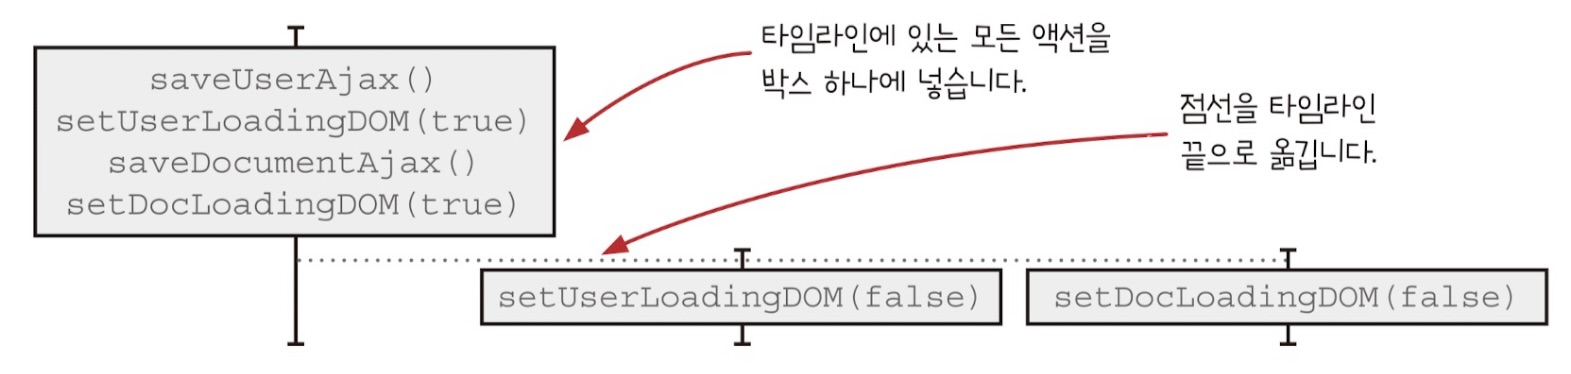 saveUserAjax()
setUserLoadingDOM(true)
saveDocumentAjax()
setDocLoadingDOM(true)
타임라인에 있는 모든 액션을
박스 하나에 넣습니다.
점선을 타임라인
끝으로 옮깁니다.
setUserLoadingDOM(false)
setDocLoadingDOM(false)